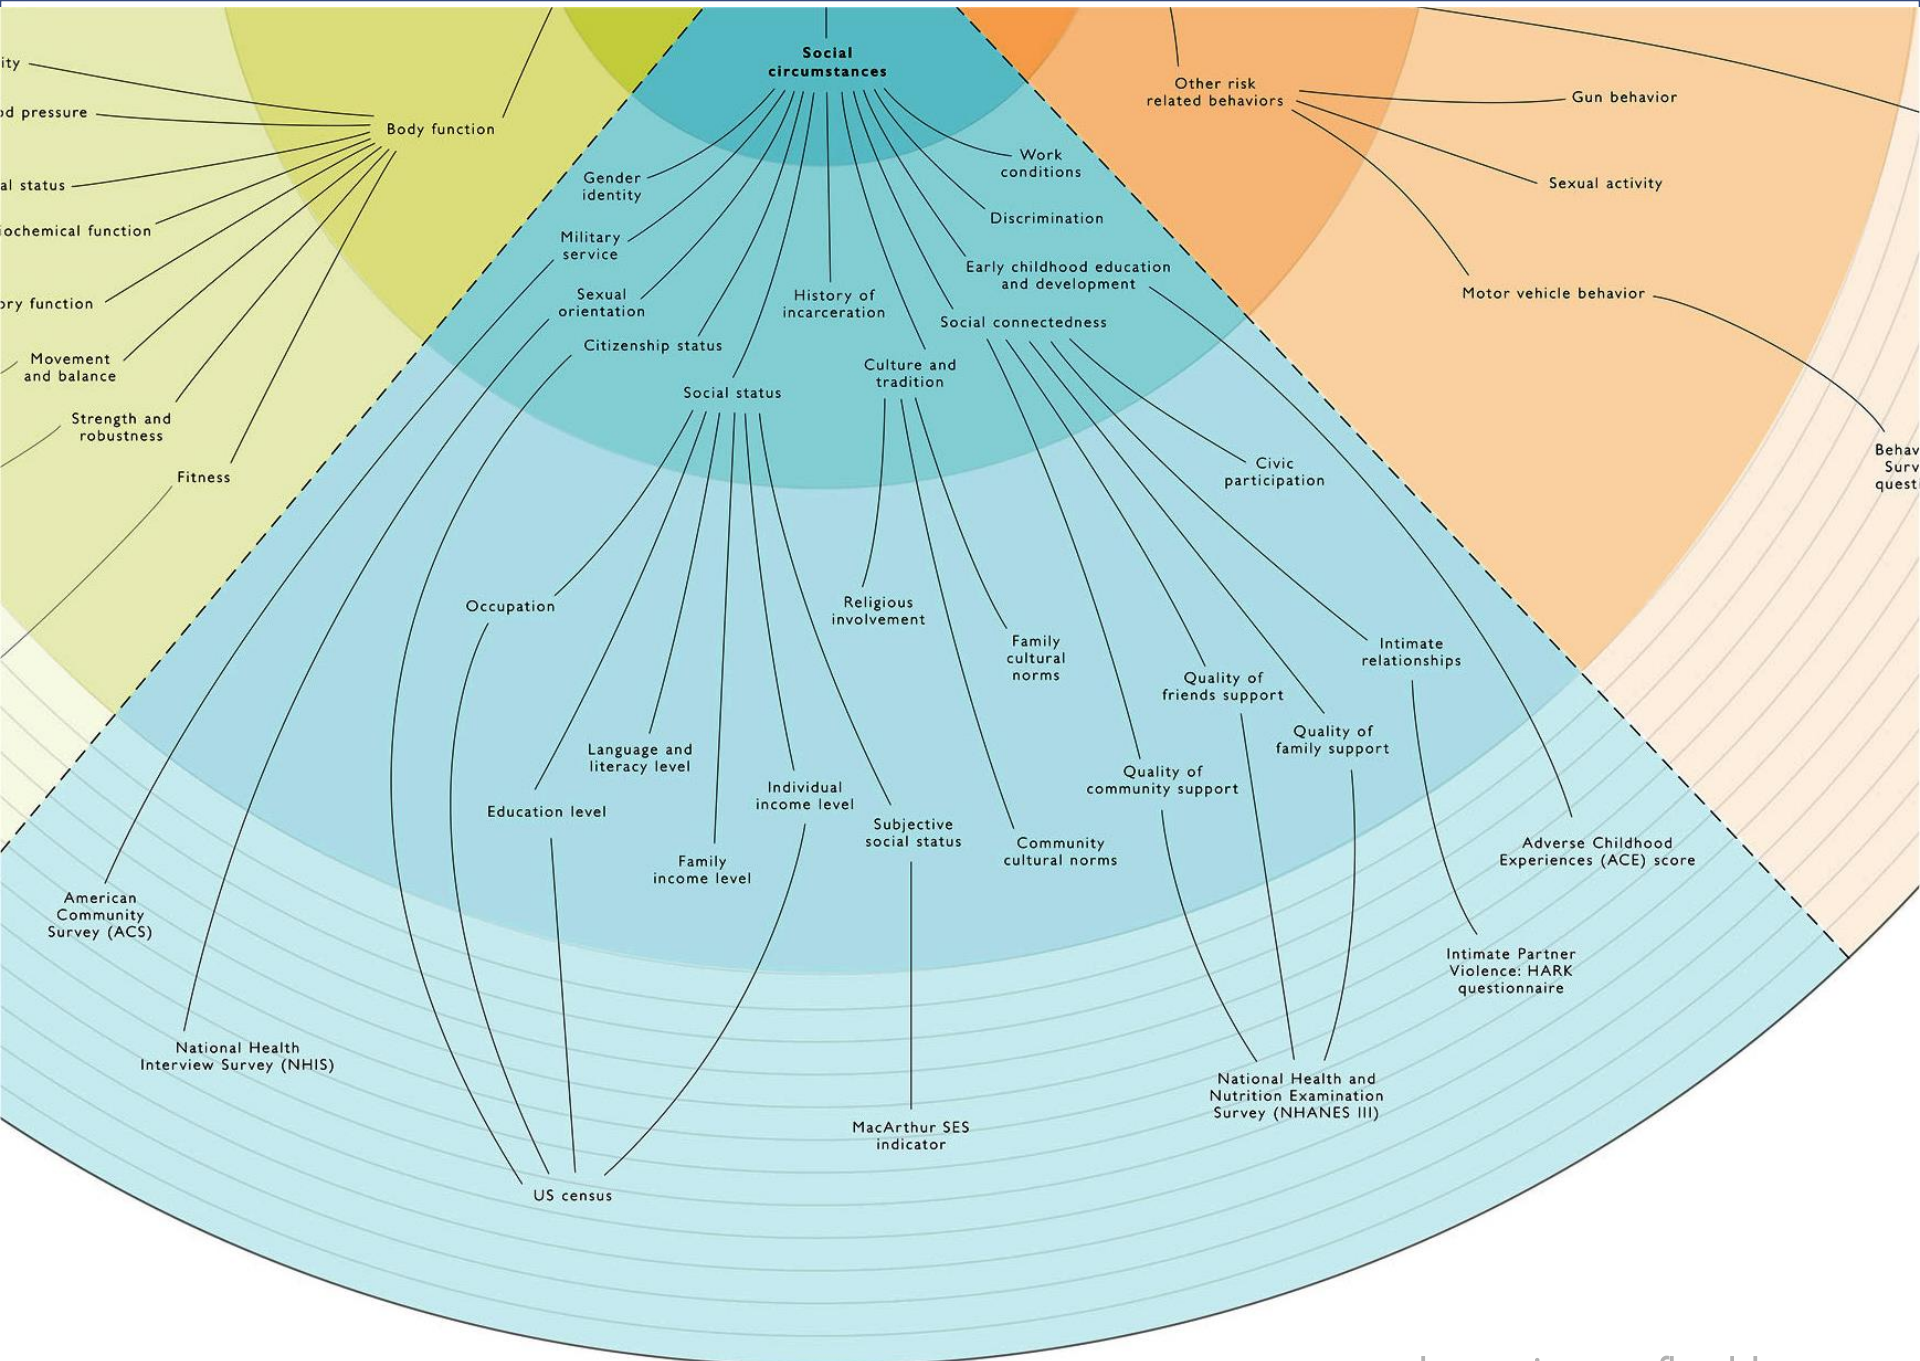 Social
circumstances
Body function
pressure
status
function
function
Movement
and balance
Strength and
robustness
Fitness
Gender
identity
Military
service
Sexual
orientation
Citizenship status
Social status
History of
incarceration
Culture and
tradition
Social connectedness
Early childhood education
and development
Discrimination
Work
conditions
Other risk
related behaviors
Gun behavior
Sexual activity
Motor vehicle behavior
Civic
participation
Occupation
Religious
involvement
Family
cultural
norms
Intimate
relationships
Quality of
friends support
Quality of
family support
Quality of
community support
Language and
literacy level
Education level
Individual
income level
Family
income level
Subjective
social status
Community
cultural norms
Adverse Childhood
Experiences (ACE) score
American
Community
Survey (ACS)
National Health
Interview Survey (NHIS)
US census
MacArthur SES
indicator
National Health and
Nutrition Examination
Survey (NHANES III)
Intimate Partner
Violence: HARK
questionnaire